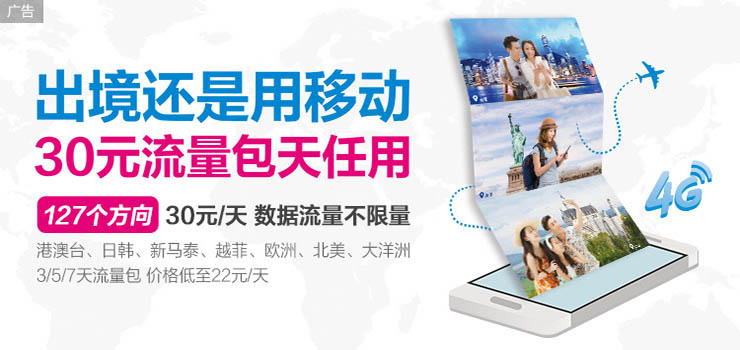 广告
出境还是用移动
30元流量包天任用
127个方向 30元/天 数据流量不限量
港澳台、日韩、新马泰、越菲、欧洲、北美、大洋洲
3/5/7天流量包 价格低至22元/天
4G